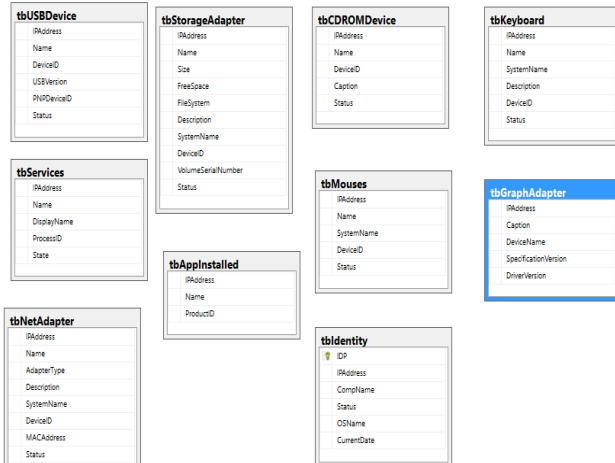 tbUSBDevice
IPAddress
Name
DeviceID
USBVersion
PNPDeviceID
Status
tbStorageAdapter
IPAddress
Name
Size
FreeSpace
FileSystem
Description
SystemName
DeviceID
VolumeSerialNumber
Status
tbCDROMDevice
IPAddress
Name
DeviceID
Caption
Status
tbKeyboard
IPAddress
Name
SystemName
Description
DeviceID
Status
tbServices
IPAddress
Name
DisplayName
ProcessID
State
tbMouses
IPAddress
Name
SystemName
DeviceID
Status
tbGraphAdapter
IPAddress
Caption
DeviceName
SpecificationVersion
DriverVersion
tbAppInstalled
IPAddress
Name
ProductID
tbNetAdapter
IPAddress
Name
AdapterType
Description
SystemName
DeviceID
MACAddress
Status
tbIdentity
IDP
IPAddress
CompName
Status
OSName
CurrentDate